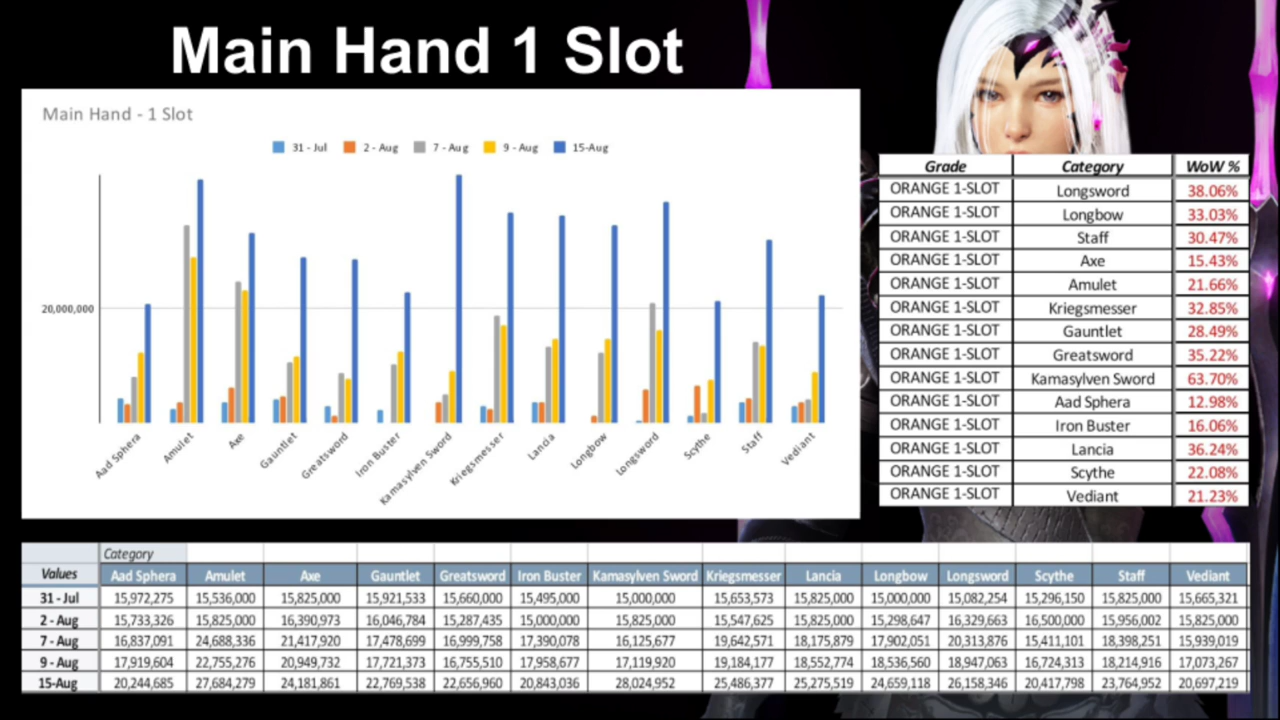 Main Hand 1 Slot
Main Hand - 1 Slot
31 - Jul 2 - Aug 7 - Aug 9 - Aug 15-Aug
20,000,000
Aad Sphera Amulet Axe Gauntlet Greatsword Iron Buster Kamasylven Sword Kriegsmesser Lancia Longbow Longsword Scythe Staff Vediant
Grade Category WoW %
ORANGE 1-SLOT Longsword 38.06%
ORANGE 1-SLOT Longbow 33.03%
ORANGE 1-SLOT Staff 30.47%
ORANGE 1-SLOT Axe 15.43%
ORANGE 1-SLOT Amulet 21.66%
ORANGE 1-SLOT Kriegsmesser 32.85%
ORANGE 1-SLOT Gauntlet 28.49%
ORANGE 1-SLOT Greatsword 35.22%
ORANGE 1-SLOT Kamasylven Sword 63.70%
ORANGE 1-SLOT Aad Sphera 12.98%
ORANGE 1-SLOT Iron Buster 16.06%
ORANGE 1-SLOT Lancia 36.24%
ORANGE 1-SLOT Scythe 22.08%
ORANGE 1-SLOT Vediant 21.23%
Category
Values Aad Sphera Amulet Axe Gauntlet Greatsword Iron Buster Kamasylven Sword Kriegsmesser Lancia Longbow Longsword Scythe Staff Vediant
31 - Jul 15,972,275 15,536,000 15,825,000 15,921,533 15,660,000 15,495,000 15,000,000 15,653,573 15,825,000 15,000,000 15,082,254 15,296,150 15,825,000 15,665,321
2 - Aug 15,733,326 15,825,000 16,390,973 16,046,784 15,287,435 15,000,000 15,825,000 15,547,625 15,825,000 15,298,647 16,329,663 16,500,000 15,956,002 15,825,000
7 - Aug 16,837,091 24,688,336 21,417,920 17,478,699 16,999,758 17,390,078 16,125,677 19,642,571 18,175,879 17,902,051 20,313,876 15,411,101 18,398,251 15,939,019
9 - Aug 17,919,604 22,755,276 20,949,732 17,721,373 16,755,510 17,958,677 17,119,920 19,184,177 18,552,774 18,536,560 18,947,063 16,724,313 18,214,916 17,073,267
15-Aug 20,244,685 27,684,279 24,181,861 22,769,538 22,656,960 20,843,036 28,024,952 25,486,377 25,275,519 24,659,118 26,158,346 20,417,798 23,764,952 20,697,219